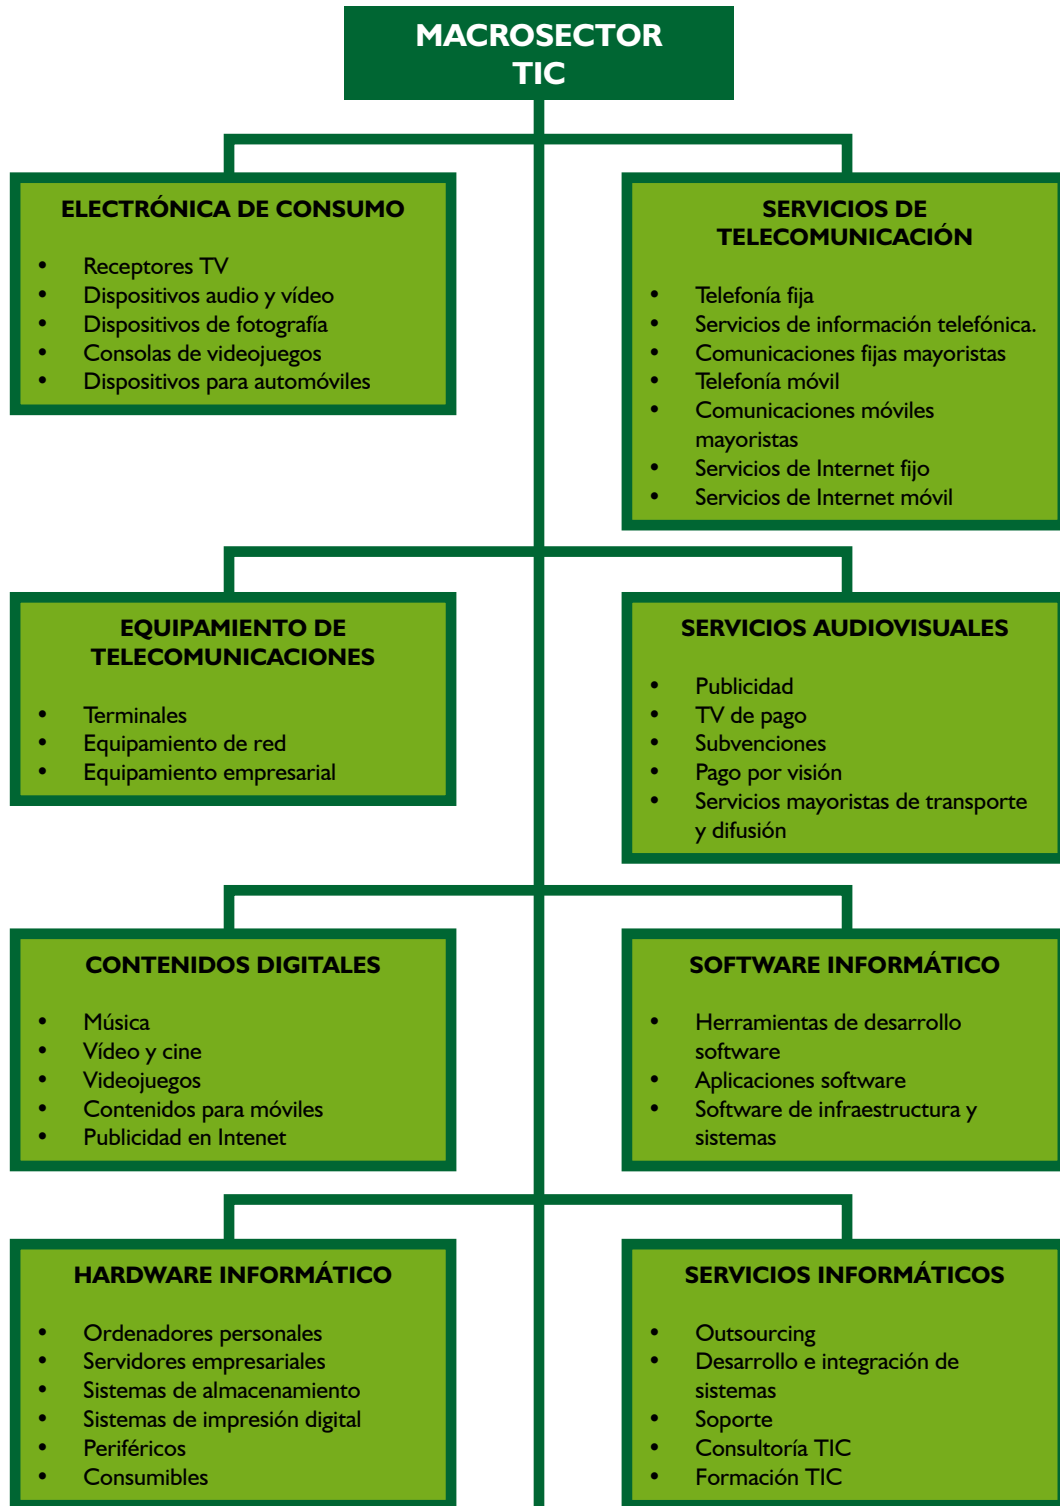 MACROSECTOR
TIC
ELECTRÓNICA DE CONSUMO
• Receptores TV
• Dispositivos audio y vídeo
• Dispositivos de fotografía
• Consolas de videojuegos
• Dispositivos para automóviles
SERVICIOS DE
TELECOMUNICACIÓN
• Telefonía fija
• Servicios de información telefónica.
• Comunicaciones fijas mayoristas
• Telefonía móvil
• Comunicaciones móviles
mayoristas
• Servicios de Internet fijo
• Servicios de Internet móvil
EQUIPAMIENTO DE
TELECOMUNICACIONES
• Terminales
• Equipamiento de red
• Equipamiento empresarial
SERVICIOS AUDIOVISUALES
• Publicidad
• TV de pago
• Subvenciones
• Pago por visión
• Servicios mayoristas de transporte
y difusión
CONTENIDOS DIGITALES
• Música
• Vídeo y cine
• Videojuegos
• Contenidos para móviles
• Publicidad en Intenet
SOFTWARE INFORMÁTICO
• Herramientas de desarrollo
software
• Aplicaciones software
• Software de infraestructura y
sistemas
HARDWARE INFORMÁTICO
• Ordenadores personales
• Servidores empresariales
• Sistemas de almacenamiento
• Sistemas de impresión digital
• Periféricos
• Consumibles
SERVICIOS INFORMÁTICOS
• Outsourcing
• Desarrollo e integración de
sistemas
• Soporte
• Consultoría TIC
• Formación TIC